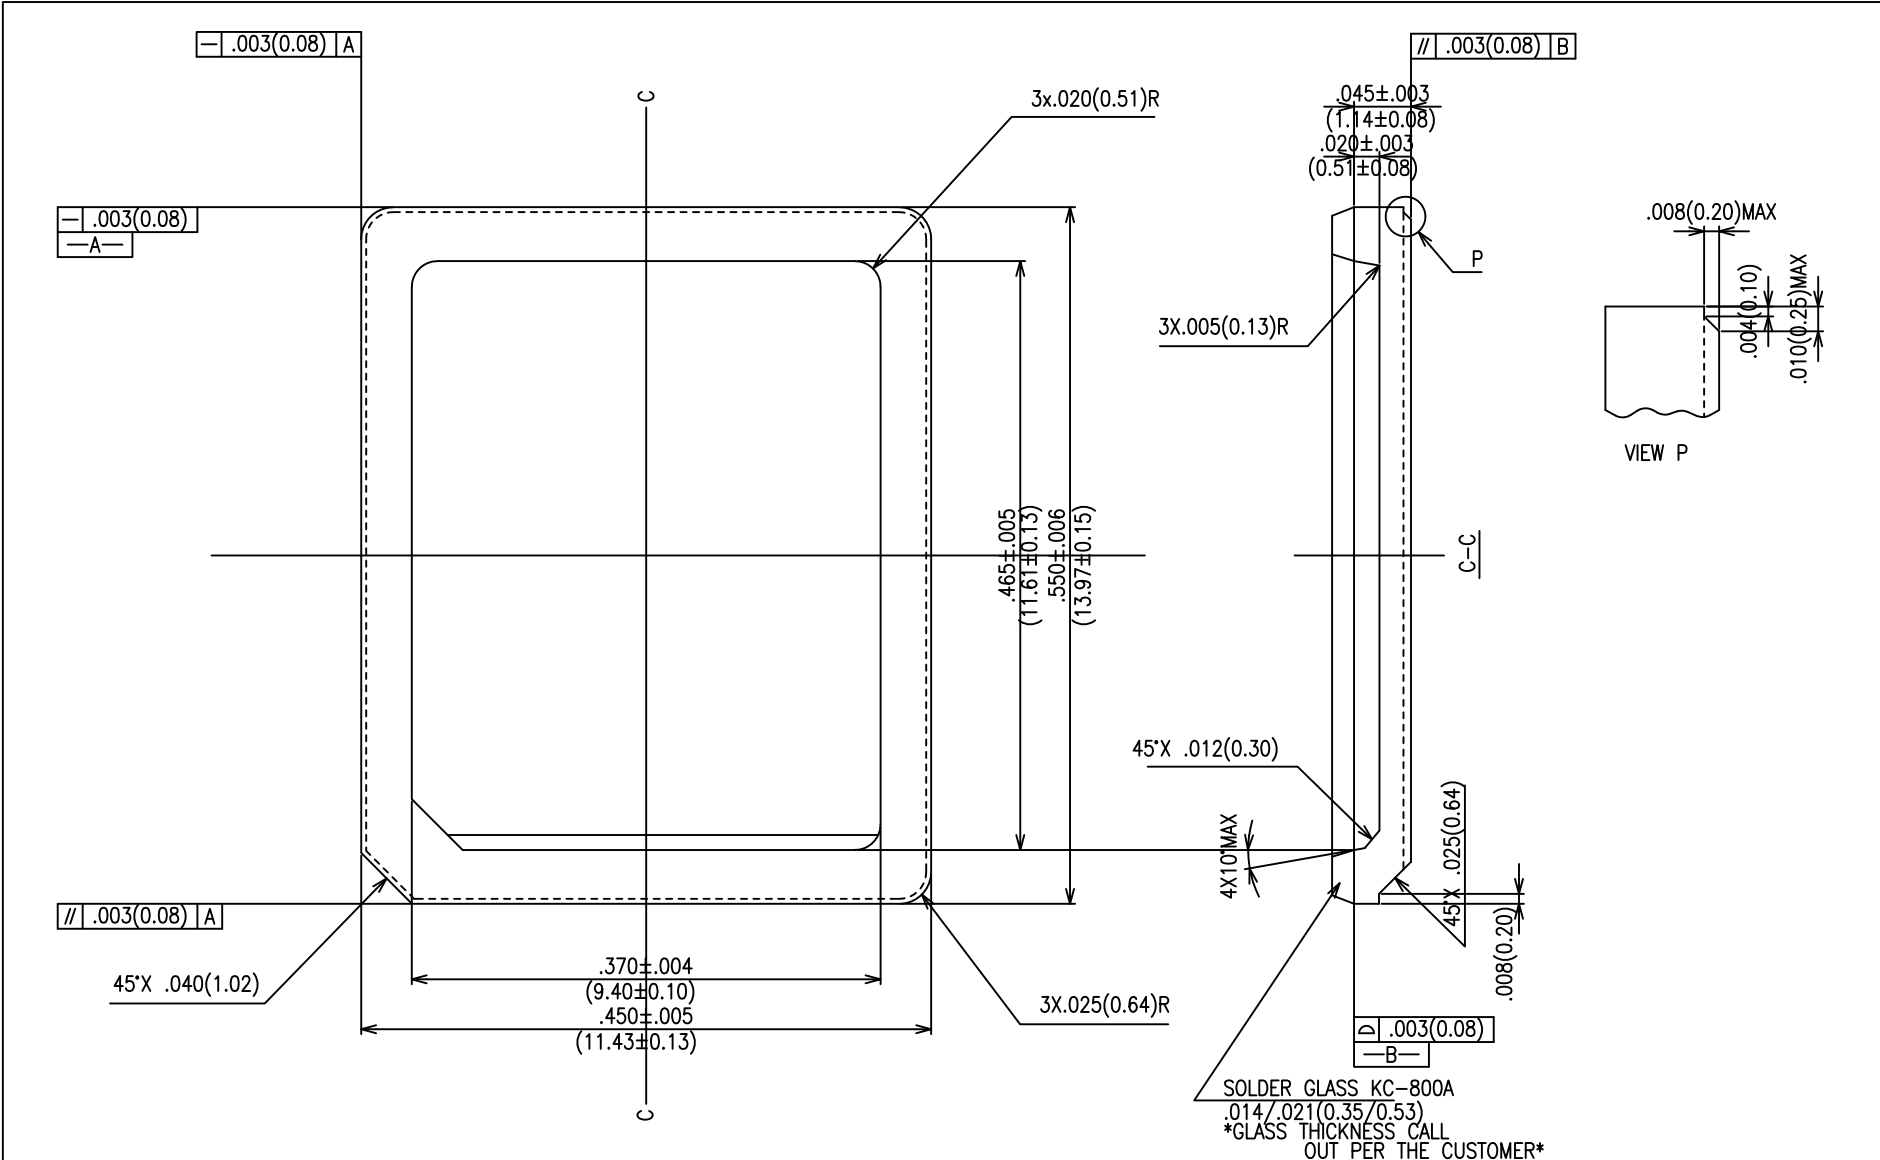 — .003(0.08) A
C
3x.020(0.51)R
// .003(0.08) B
.045±.003
(1.14±0.08)
.020±.003
(0.51±0.08)
— .003(0.08)
—A—
.008(0.20)MAX
P
.004(0.10)
.010(0.25)MAX
3X.005(0.13)R
VIEW P
.465±.005
(11.61±0.13)
.550±.006
(13.97±0.15)
C-C
45°X .012(0.30)
4X10°MAX
45°X .025(0.64)
.008(0.20)
// .003(0.08) A
45°X .040(1.02)
.370±.004
(9.40±0.10)
.450±.005
(11.43±0.13)
3X.025(0.64)R
D .003(0.08)
—B—
C
SOLDER GLASS KC-800A
.014/.021(0.35/0.53)
*GLASS THICKNESS CALL
OUT PER THE CUSTOMER*